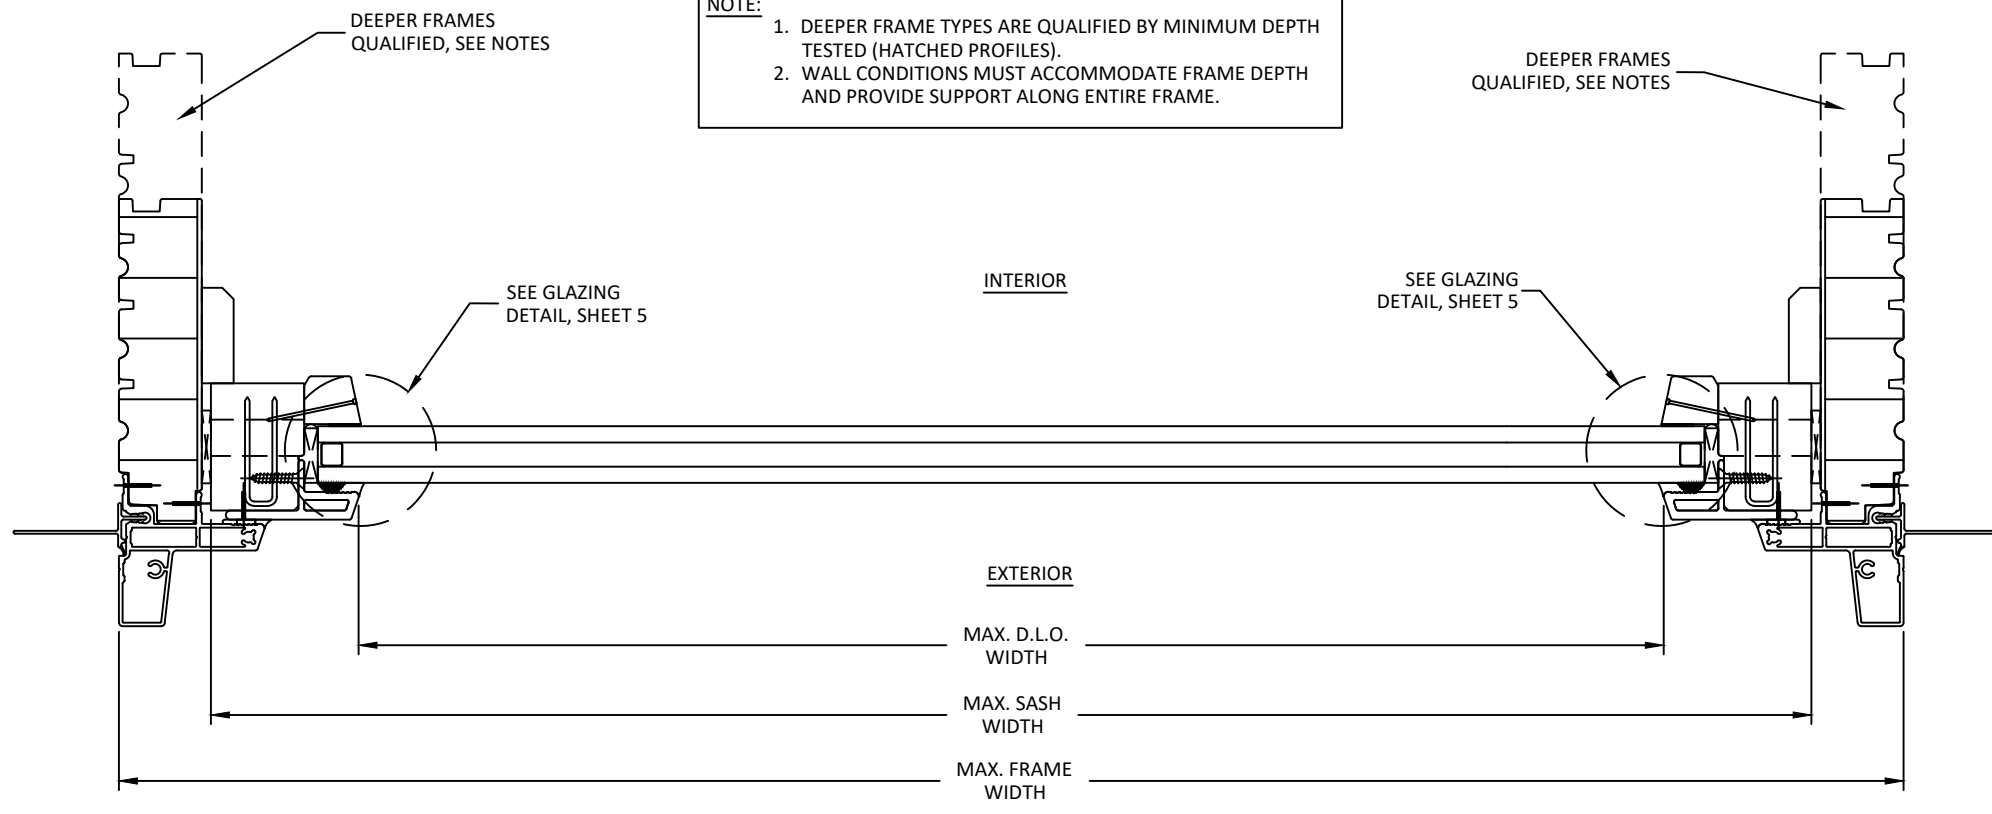 NOTE:
1. DEEPER FRAME TYPES ARE QUALIFIED BY MINIMUM DEPTH
TESTED (HATCHED PROFILES).
2. WALL CONDITIONS MUST ACCOMMODATE FRAME DEPTH
AND PROVIDE SUPPORT ALONG ENTIRE FRAME.
DEEPER FRAMES
QUALIFIED, SEE NOTES
DEEPER FRAMES
QUALIFIED, SEE NOTES
INTERIOR
SEE GLAZING
DETAIL, SHEET 5
SEE GLAZING
DETAIL, SHEET 5
EXTERIOR
MAX. D.L.O.
WIDTH
MAX. SASH
WIDTH
MAX. FRAME
WIDTH